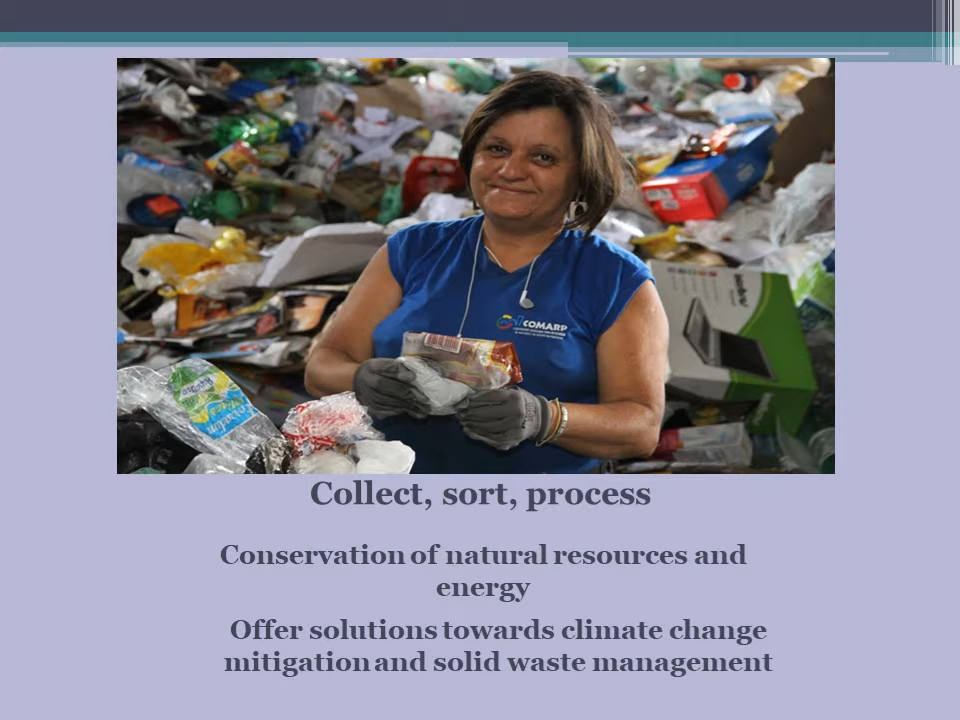 COMARP
Collect, sort, process
Conservation of natural resources and
energy
Offer solutions towards climate change
mitigation and solid waste management